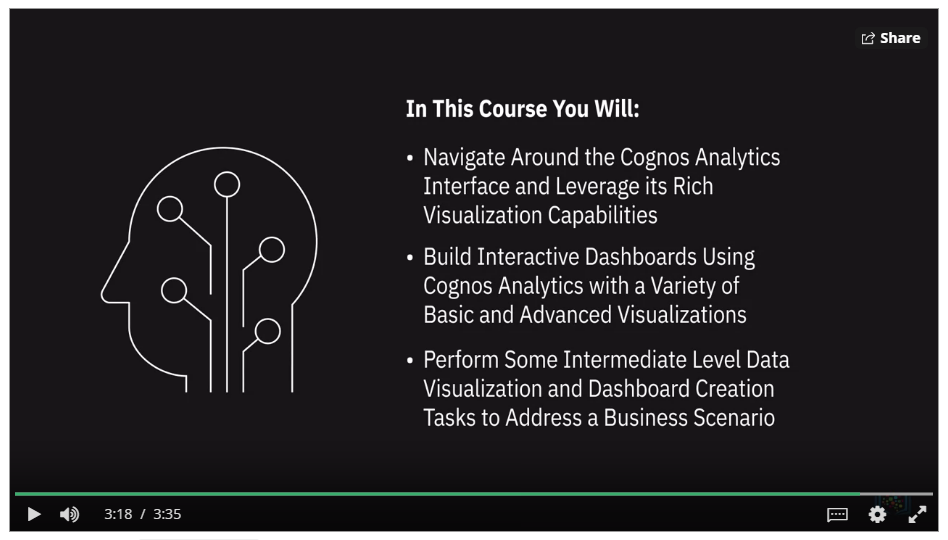 Share
In This Course You Will:
• Navigate Around the Cognos Analytics
Interface and Leverage its Rich
Visualization Capabilities
• Build Interactive Dashboards Using
Cognos Analytics with a Variety of
Basic and Advanced Visualizations
• Perform Some Intermediate Level Data
Visualization and Dashboard Creation
Tasks to Address a Business Scenario
3:18 / 3:35